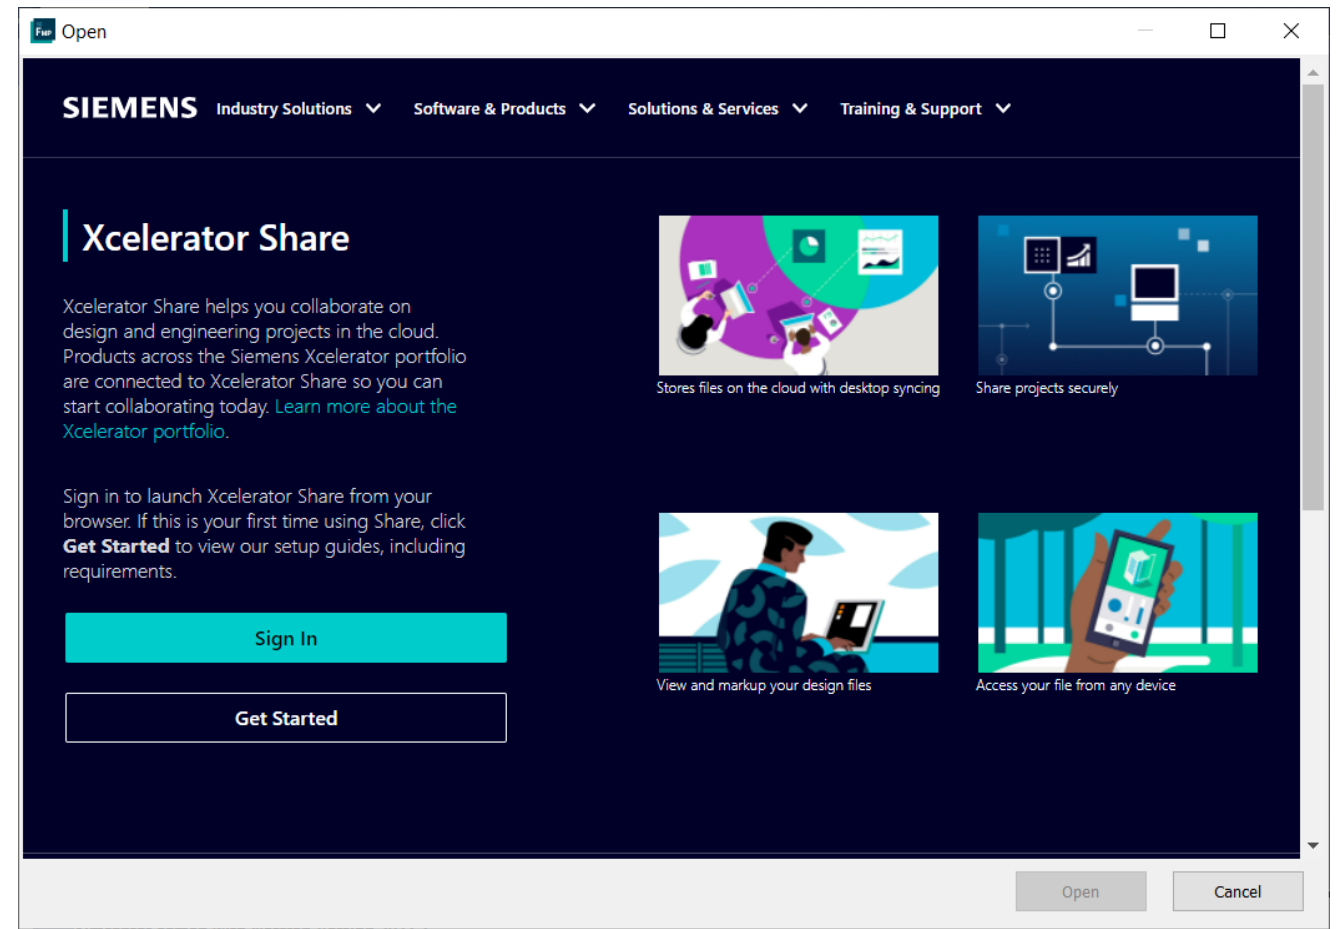 Fmp Open
SIEMENS Industry Solutions Software & Products Solutions & Services Training & Support
Xcelerator Share
Xcelerator Share helps you collaborate on
design and engineering projects in the cloud.
Products across the Siemens Xcelerator portfolio
are connected to Xcelerator Share so you can
start collaborating today. Learn more about the
Xcelerator portfolio.
Sign in to launch Xcelerator Share from your
browser. If this is your first time using Share, click
Get Started to view our setup guides, including
requirements.
Sign In
Get Started
Stores files on the cloud with desktop syncing
Share projects securely
View and markup your design files
Access your file from any device
Open
Cancel